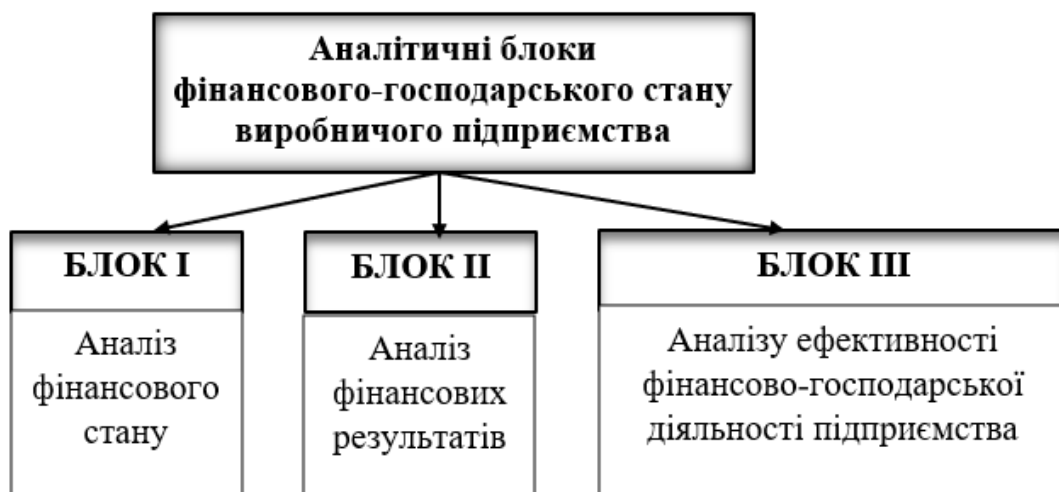 Аналітичні блоки
фінансового-господарського стану
виробничого підприємства
БЛОК І
Аналіз
фінансового
стану
БЛОК ІІ
Аналіз
фінансових
результатів
БЛОК ІІІ
Аналізу ефективності
фінансово-господарської
діяльності підприємства